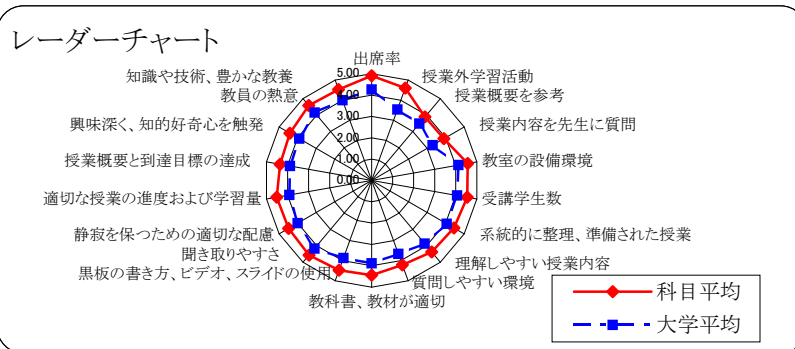 レーダーチャート
出席率
授業外学習活動
授業概要を参考
授業内容を先生に質問
教室の設備環境
受講学生数
系統的に整理、準備された授業
理解しやすい授業内容
質問しやすい環境
教科書、教材が適切
黒板の書き方、ビデオ、スライドの使用
聞き取りやすさ
静寂を保つための適切な配慮
適切な授業の進度および学習量
授業概要と到達目標の達成
興味深く、知的好奇心を触発
教員の熱意
知識や技術、豊かな教養
5.00
4.00
3.00
2.00
1.00
0.00
科目平均
大学平均